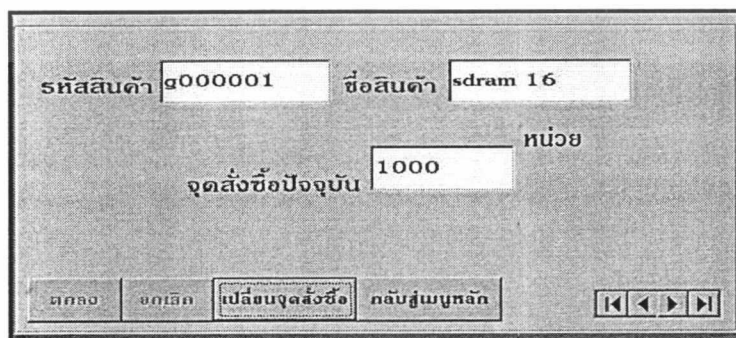 รหัสสินค้า g000001 ชื่อสินค้า sdram 16
หน่วย
จุดสั่งซื้อปัจจุบัน 1000
ตกลง ยกเลิก เปลี่ยนจุดสั่งซื้อ กลับสู่เมนูหลัก